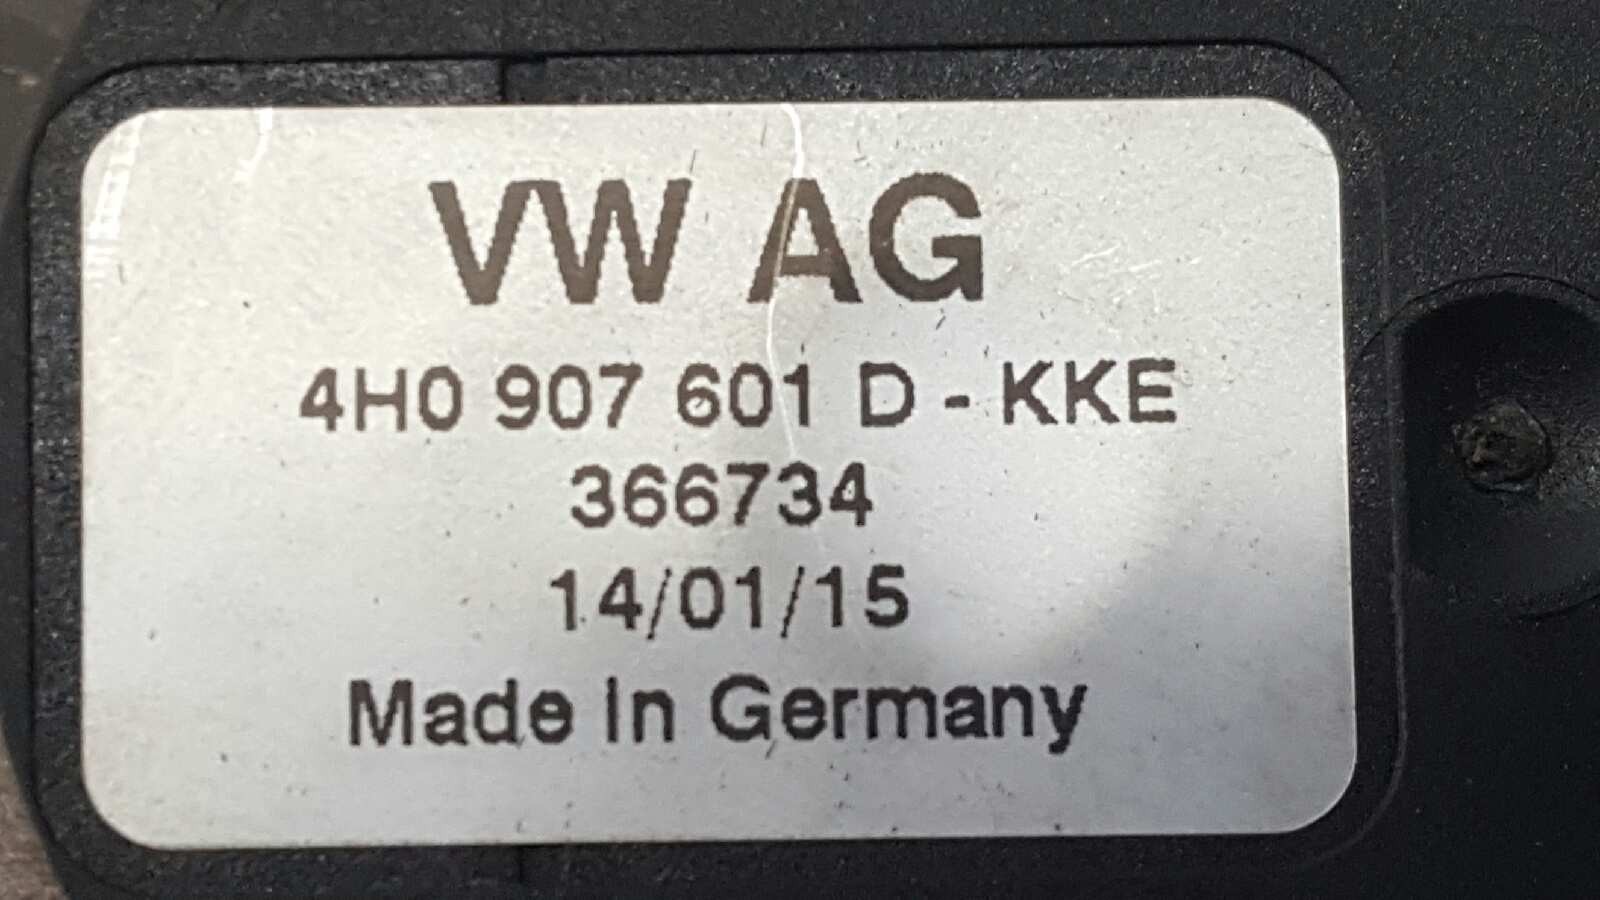 VW AG
4H0 907 601 D - KKE
366734
14/01/15
Made In Germany